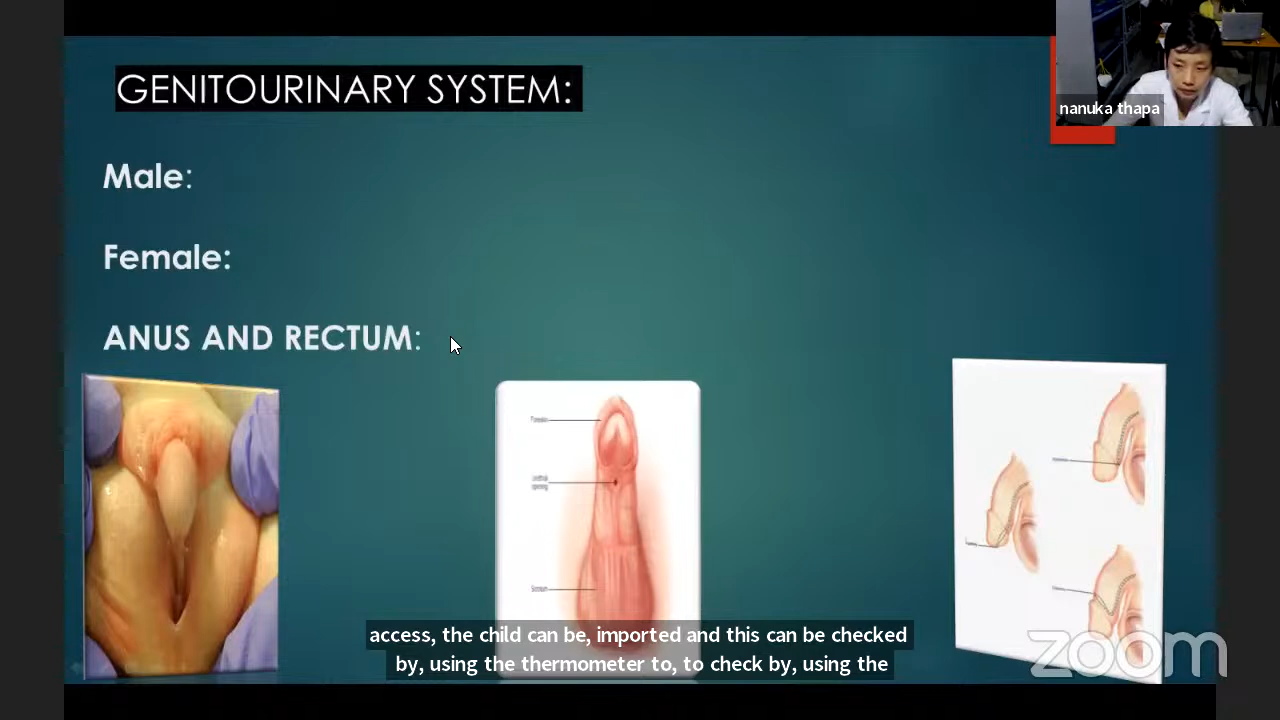 GENITOURINARY SYSTEM:
nanuka thapa
Male:
Female:
ANUS AND RECTUM:
Scrotum
access, the child can be, imported and this can be checked
by, using the thermometer to, to check by, using the
zoom